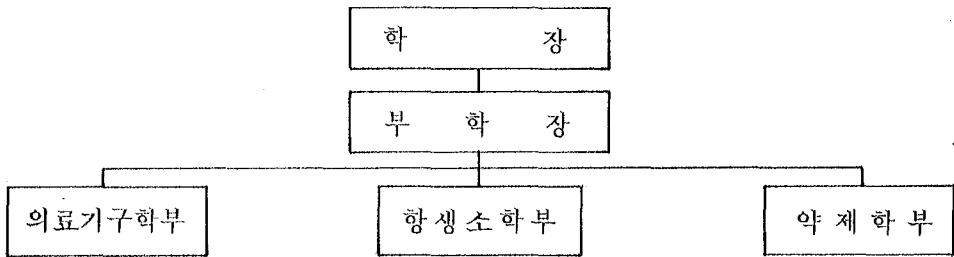 학 장
부 학 장
의료기구학부
항생소학부
약제학부